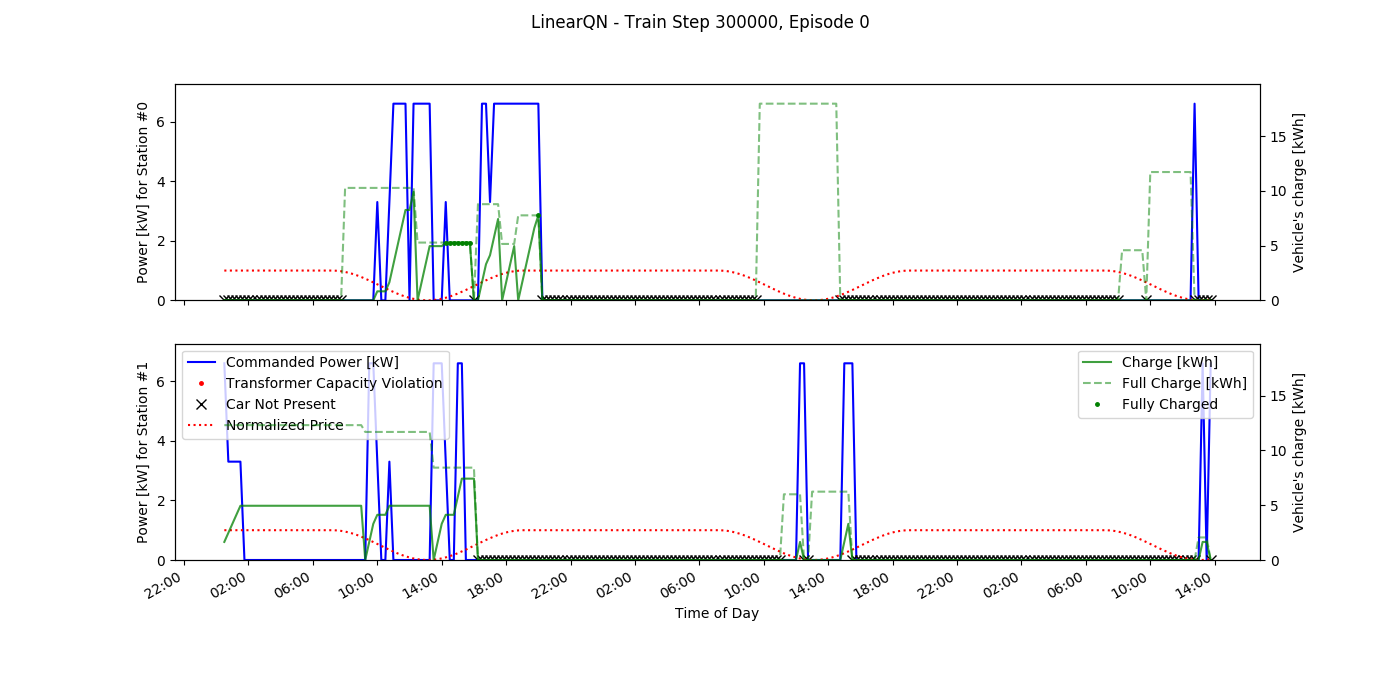 LinearQN - Train Step 300000, Episode 0
Power [kW] for Station #0
0
2
4
6
0
5
10
15
Vehicle's charge [kWh]
Power [kW] for Station #1
0
2
4
6
Commanded Power [kW]
Transformer Capacity Violation
Car Not Present
Normalized Price
Charge [kWh]
Full Charge [kWh]
Fully Charged
0
5
10
15
Vehicle's charge [kWh]
22:00 02:00 06:00 10:00 14:00 18:00 22:00 02:00 06:00 10:00 14:00 18:00 22:00 02:00 06:00 10:00 14:00
Time of Day